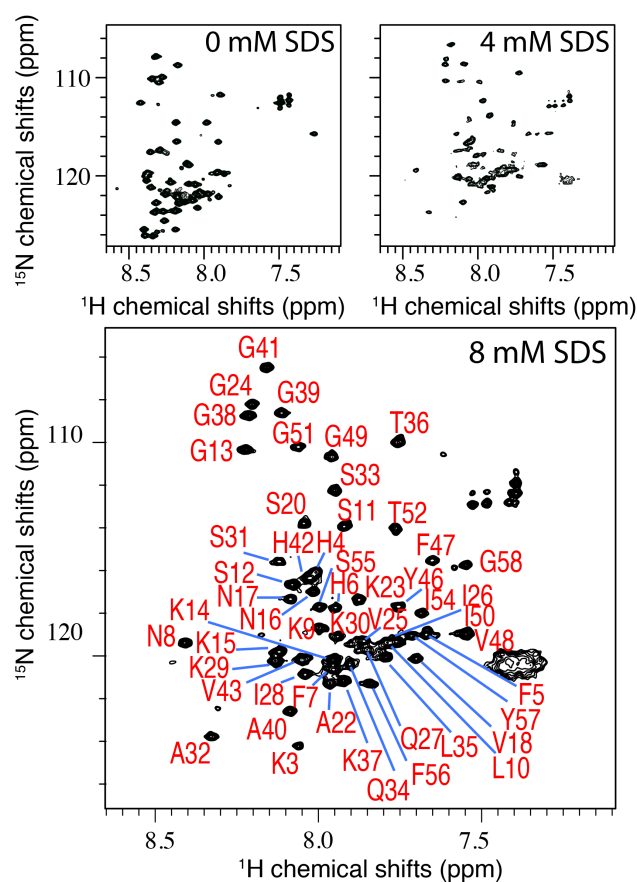 0 mM SDS
4 mM SDS
110
120
110
120
¹⁵N chemical shifts (ppm)
¹⁵N chemical shifts (ppm)
8.5
8.0
7.5
8.5
8.0
7.5
¹H chemical shifts (ppm)
¹H chemical shifts (ppm)
8 mM SDS
G41
G24
G39
G38
T36
G51
G49
G13
S33
S20
S11
T52
S31
H42
H4
F47
S55
G58
S12
H6
K23
Y46
N17
I54
I26
K14
N16
K9
K30
V25
I50
N8
K15
V48
K29
V43
I28
F7
F5
A22
Y57
A40
Q27
L35
V18
A32
K3
K37
F56
L10
Q34
110
120
¹⁵N chemical shifts (ppm)
8.5
8.0
7.5
¹H chemical shifts (ppm)